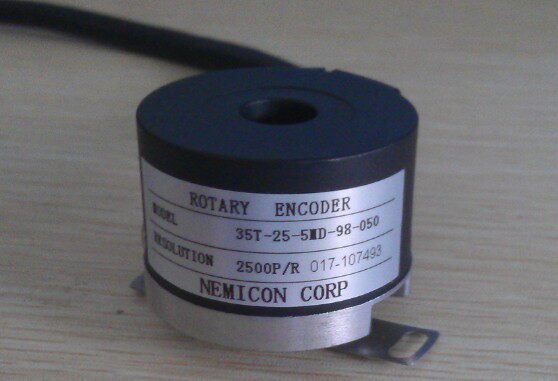 ROTARY ENCODER
MODEL 35T-25-5MD-98-050
RESOLUTION 2500P/R 017-107493
NEMICON CORP